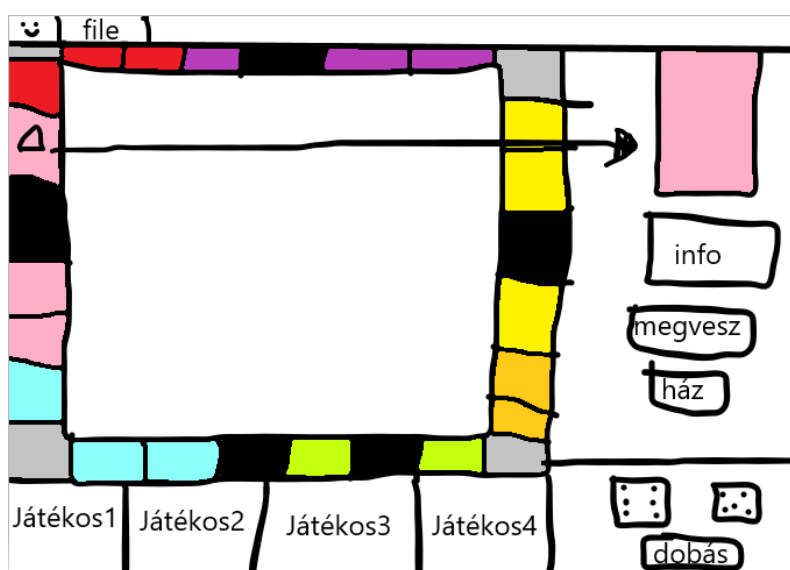 file
info
megvesz
ház
Játékos1
Játékos2
Játékos3
Játékos4
dobás